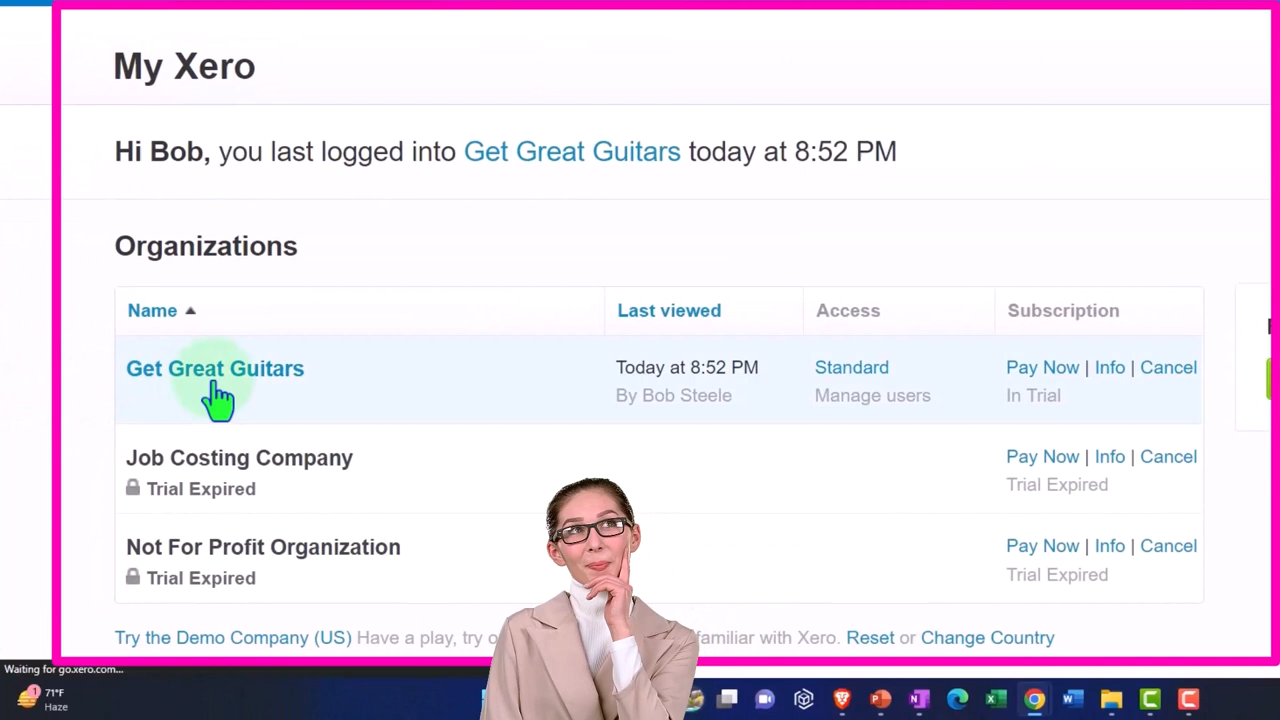 My Xero
Hi Bob, you last logged into Get Great Guitars today at 8:52 PM
Organizations
Name Last viewed Access Subscription
Get Great Guitars Today at 8:52 PM Standard Pay Now | Info | Cancel
By Bob Steele Manage users In Trial
Job Costing Company Pay Now | Info | Cancel
Trial Expired Trial Expired
Not For Profit Organization Pay Now | Info | Cancel
Trial Expired Trial Expired
Try the Demo Company (US) Have a play, try familiar with Xero. Reset or Change Country
Waiting for go.xero.com...
1 71°F
Haze